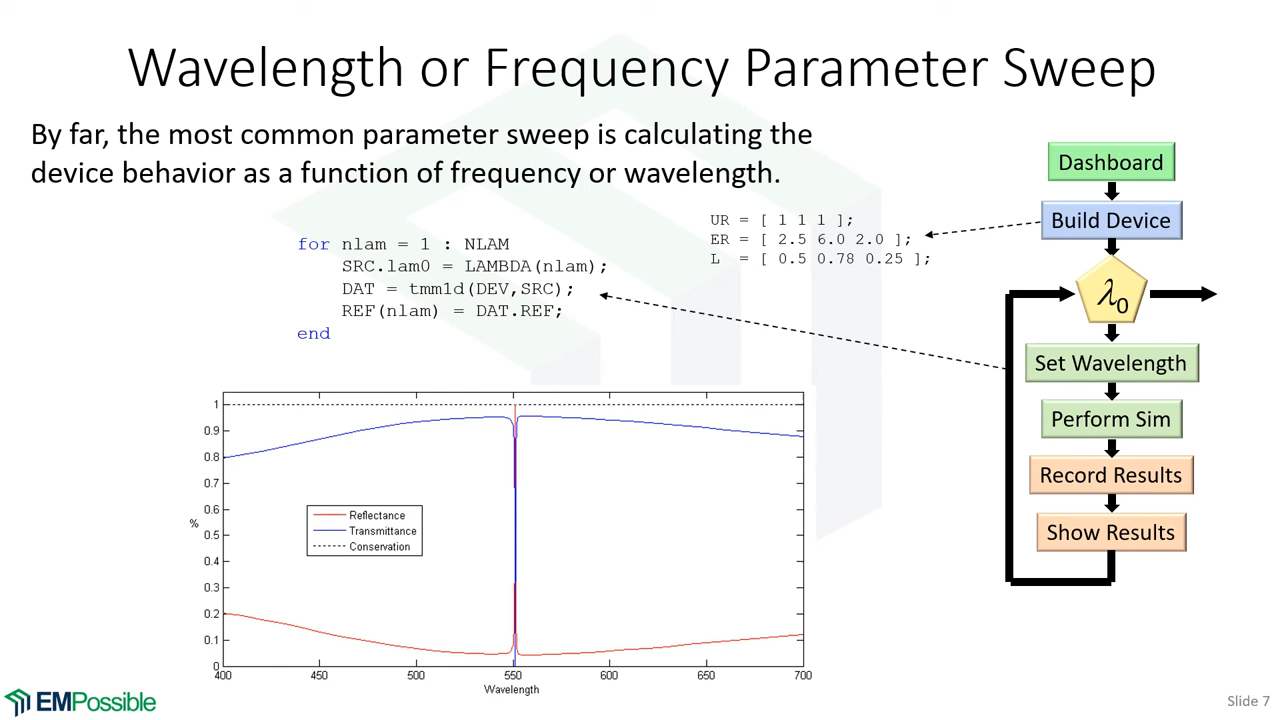 Wavelength or Frequency Parameter Sweep
By far, the most common parameter sweep is calculating the
device behavior as a function of frequency or wavelength.
for nlam = 1 : NLAM
SRC.lam0 = LAMBDA(nlam);
DAT = tmm1d(DEV,SRC);
REF(nlam) = DAT.REF;
end
UR = [ 1 1 1 ];
ER = [ 2.5 6.0 2.0 ];
L = [ 0.5 0.78 0.25 ];
Dashboard
Build Device
λ0
Set Wavelength
Perform Sim
Record Results
Show Results
1
0.9
0.8
0.7
0.6
0.5
0.4
0.3
0.2
0.1
0
%
Reflectance
Transmittance
Conservation
400 450 500 550 600 650 700
Wavelength
EMPossible
Slide 7